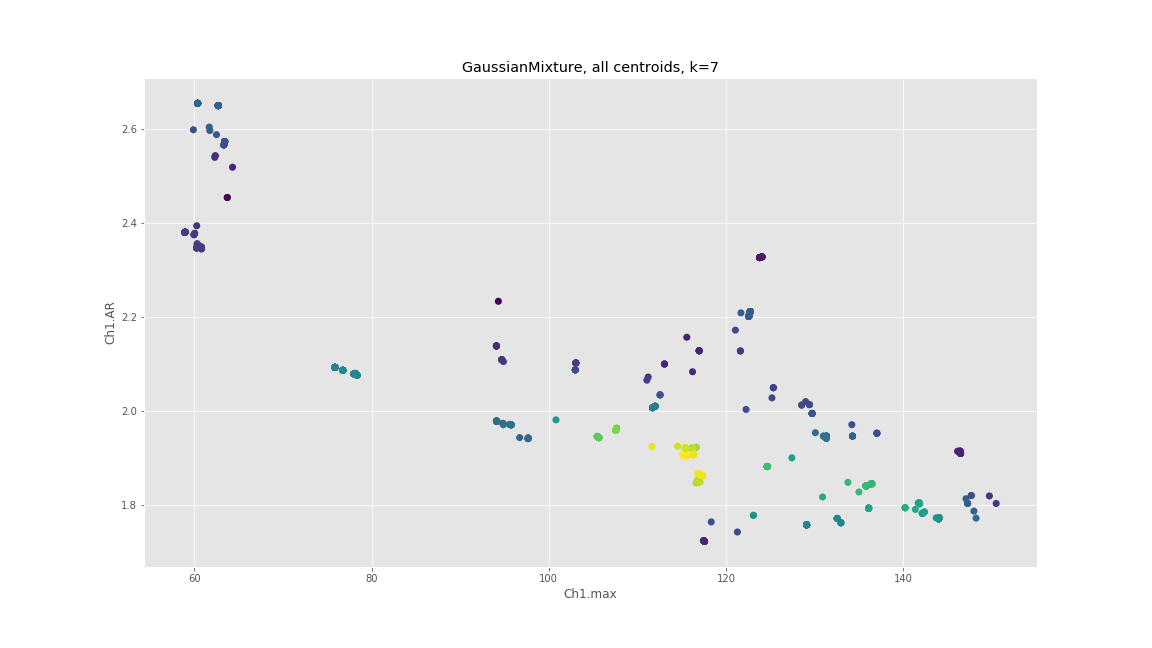 GaussianMixture, all centroids, k=7
2.6
2.4
2.2
2.0
1.8
Ch1.AR
60 80 100 120 140
Ch1.max